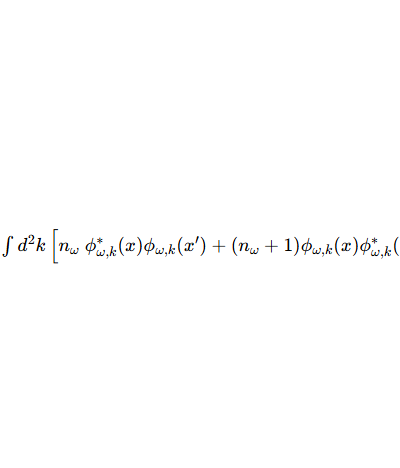 ∫ d²k [n_ω ϕ*_{ω,k}(x)ϕ_{ω,k}(x′) + (n_ω + 1)ϕ_{ω,k}(x)ϕ*_{ω,k}(